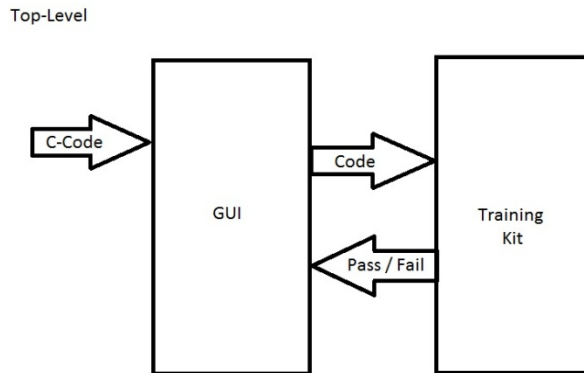 Top-Level
C-Code
GUI
Code
Pass / Fail
Training
Kit